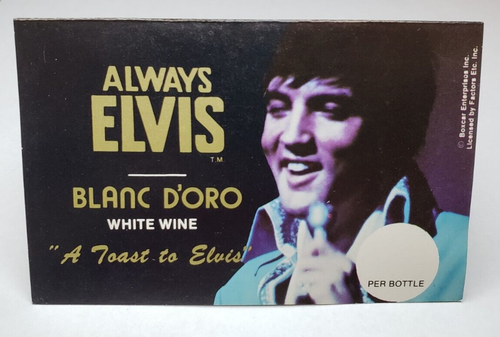 ALWAYS
ELVIS
T.M.
BLANC D'ORO
WHITE WINE
"A Toast to Elvis"
PER BOTTLE
© Boxcar Enterprises Inc.
Licensed by Factors Etc. Inc.